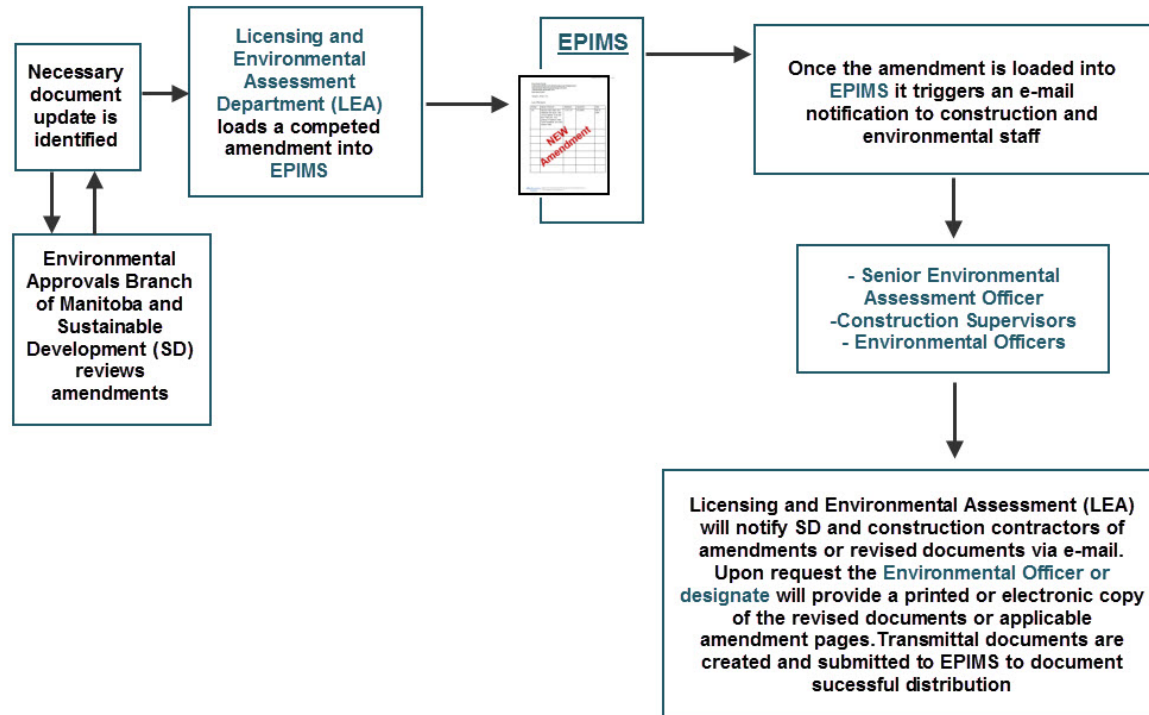 Necessary
document
update is
identified
Environmental
Approvals Branch
of Manitoba and
Sustainable
Development (SD)
reviews
amendments
Licensing and
Environmental
Assessment
Department (LEA)
loads a competed
amendment into
EPIMS
EPIMS
NEW
Amendment
Once the amendment is loaded into
EPIMS it triggers an e-mail
notification to construction and
environmental staff
- Senior Environmental
Assessment Officer
-Construction Supervisors
- Environmental Officers
Licensing and Environmental Assessment (LEA)
will notify SD and construction contractors of
amendments or revised documents via e-mail.
Upon request the Environmental Officer or
designate will provide a printed or electronic copy
of the revised documents or applicable
amendment pages.Transmittal documents are
created and submitted to EPIMS to document
sucessful distribution